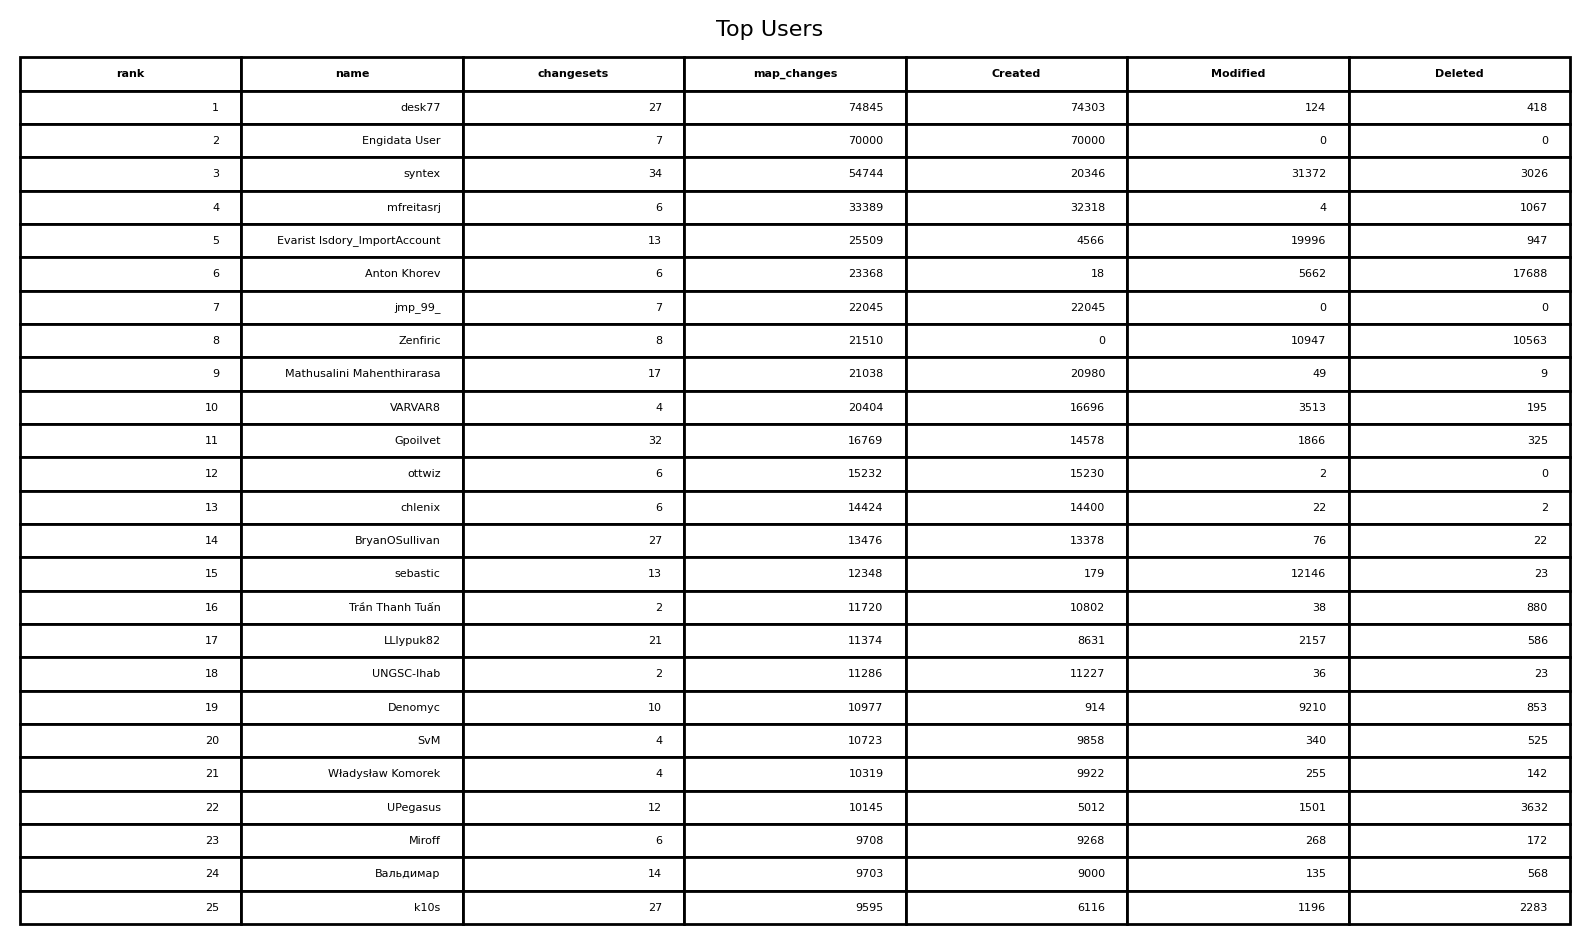 Top Users
rank name changesets map_changes Created Modified Deleted
1 desk77 27 74845 74303 124 418
2 Engidata User 7 70000 70000 0 0
3 syntex 34 54744 20346 31372 3026
4 mfreitasrj 6 33389 32318 4 1067
5 Evarist Isdory_ImportAccount 13 25509 4566 19996 947
6 Anton Khorev 6 23368 18 5662 17688
7 jmp_99_ 7 22045 22045 0 0
8 Zenfiric 8 21510 0 10947 10563
9 Mathusalini Mahenthirarasa 17 21038 20980 49 9
10 VARVAR8 4 20404 16696 3513 195
11 Gpoilvet 32 16769 14578 1866 325
12 ottwiz 6 15232 15230 2 0
13 chlenix 6 14424 14400 22 2
14 BryanOSullivan 27 13476 13378 76 22
15 sebastic 13 12348 179 12146 23
16 Trần Thanh Tuấn 2 11720 10802 38 880
17 LLlypuk82 21 11374 8631 2157 586
18 UNGSC-Ihab 2 11286 11227 36 23
19 Denomyc 10 10977 914 9210 853
20 SvM 4 10723 9858 340 525
21 Władysław Komorek 4 10319 9922 255 142
22 UPegasus 12 10145 5012 1501 3632
23 Miroff 6 9708 9268 268 172
24 Вальдимар 14 9703 9000 135 568
25 k10s 27 9595 6116 1196 2283